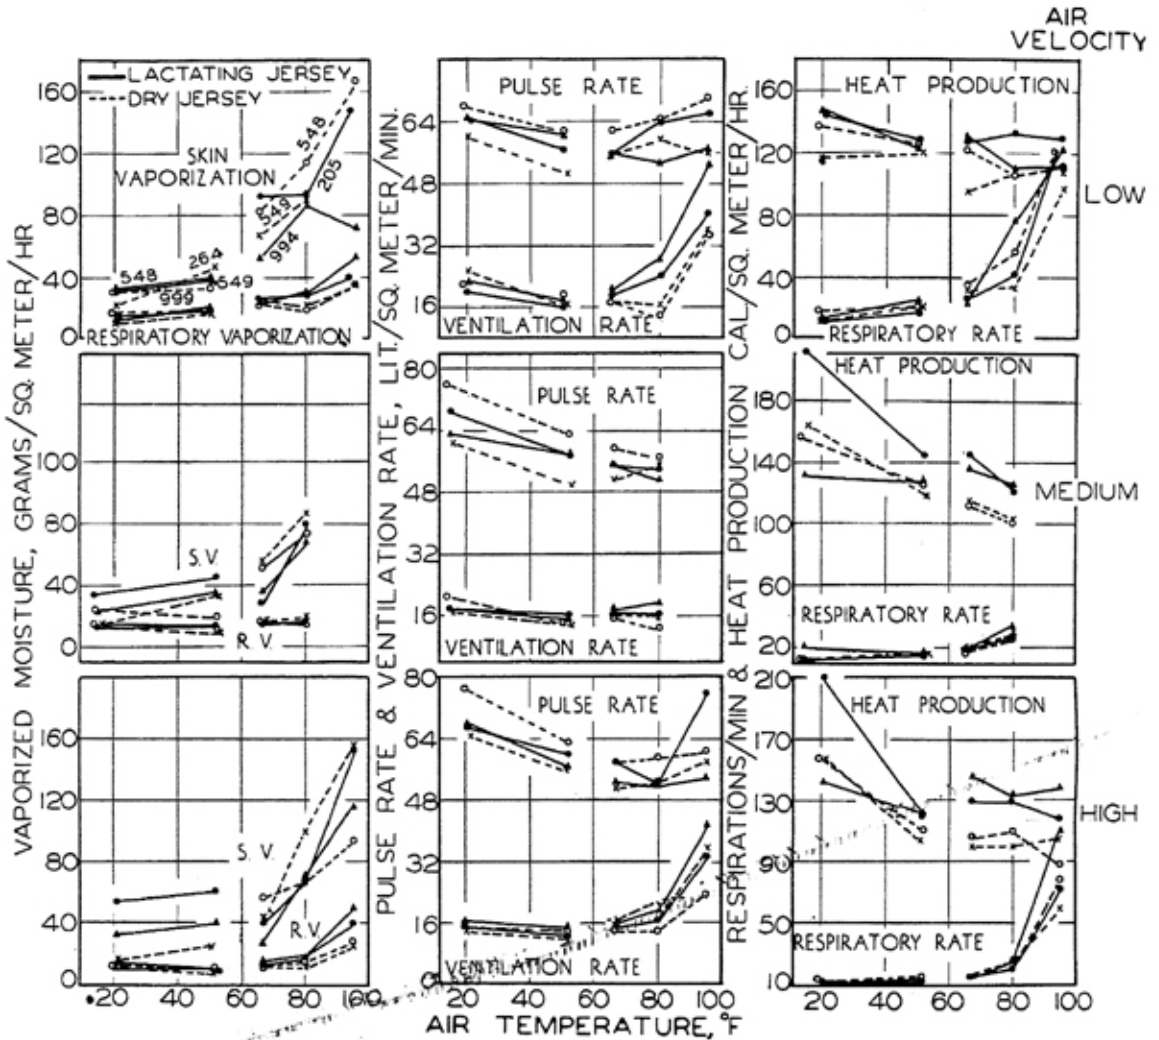 AIR
VELOCITY
LACTATING JERSEY
DRY JERSEY
SKIN
VAPORIZATION
548
205
549
994
264
548
549
999
RESPIRATORY VAPORIZATION
160
120
80
40
0
PULSE RATE
64
48
32
16
VENTILATION RATE
HEAT PRODUCTION
160
120
80
40
0
RESPIRATORY RATE
LOW
100
80
40
0
S.V.
R.V.
80
64
48
32
16
PULSE RATE
VENTILATION RATE
HEAT PRODUCTION
180
130
100
60
20
RESPIRATORY RATE
MEDIUM
160
120
80
40
0
S.V.
R.V.
80
64
48
32
16
0
PULSE RATE
VENTILATION RATE
210
170
130
90
50
10
HEAT PRODUCTION
RESPIRATORY RATE
HIGH
20 40 60 80 100
20 40 60 80 100
20 40 60 80 100
AIR TEMPERATURE, °F
VAPORIZED MOISTURE, GRAMS/SQ. METER/HR
PULSE RATE & VENTILATION RATE, LIT./SQ. METER/MIN.
RESPIRATIONS/MIN & HEAT PRODUCTION CAL/SQ. METER/HR.